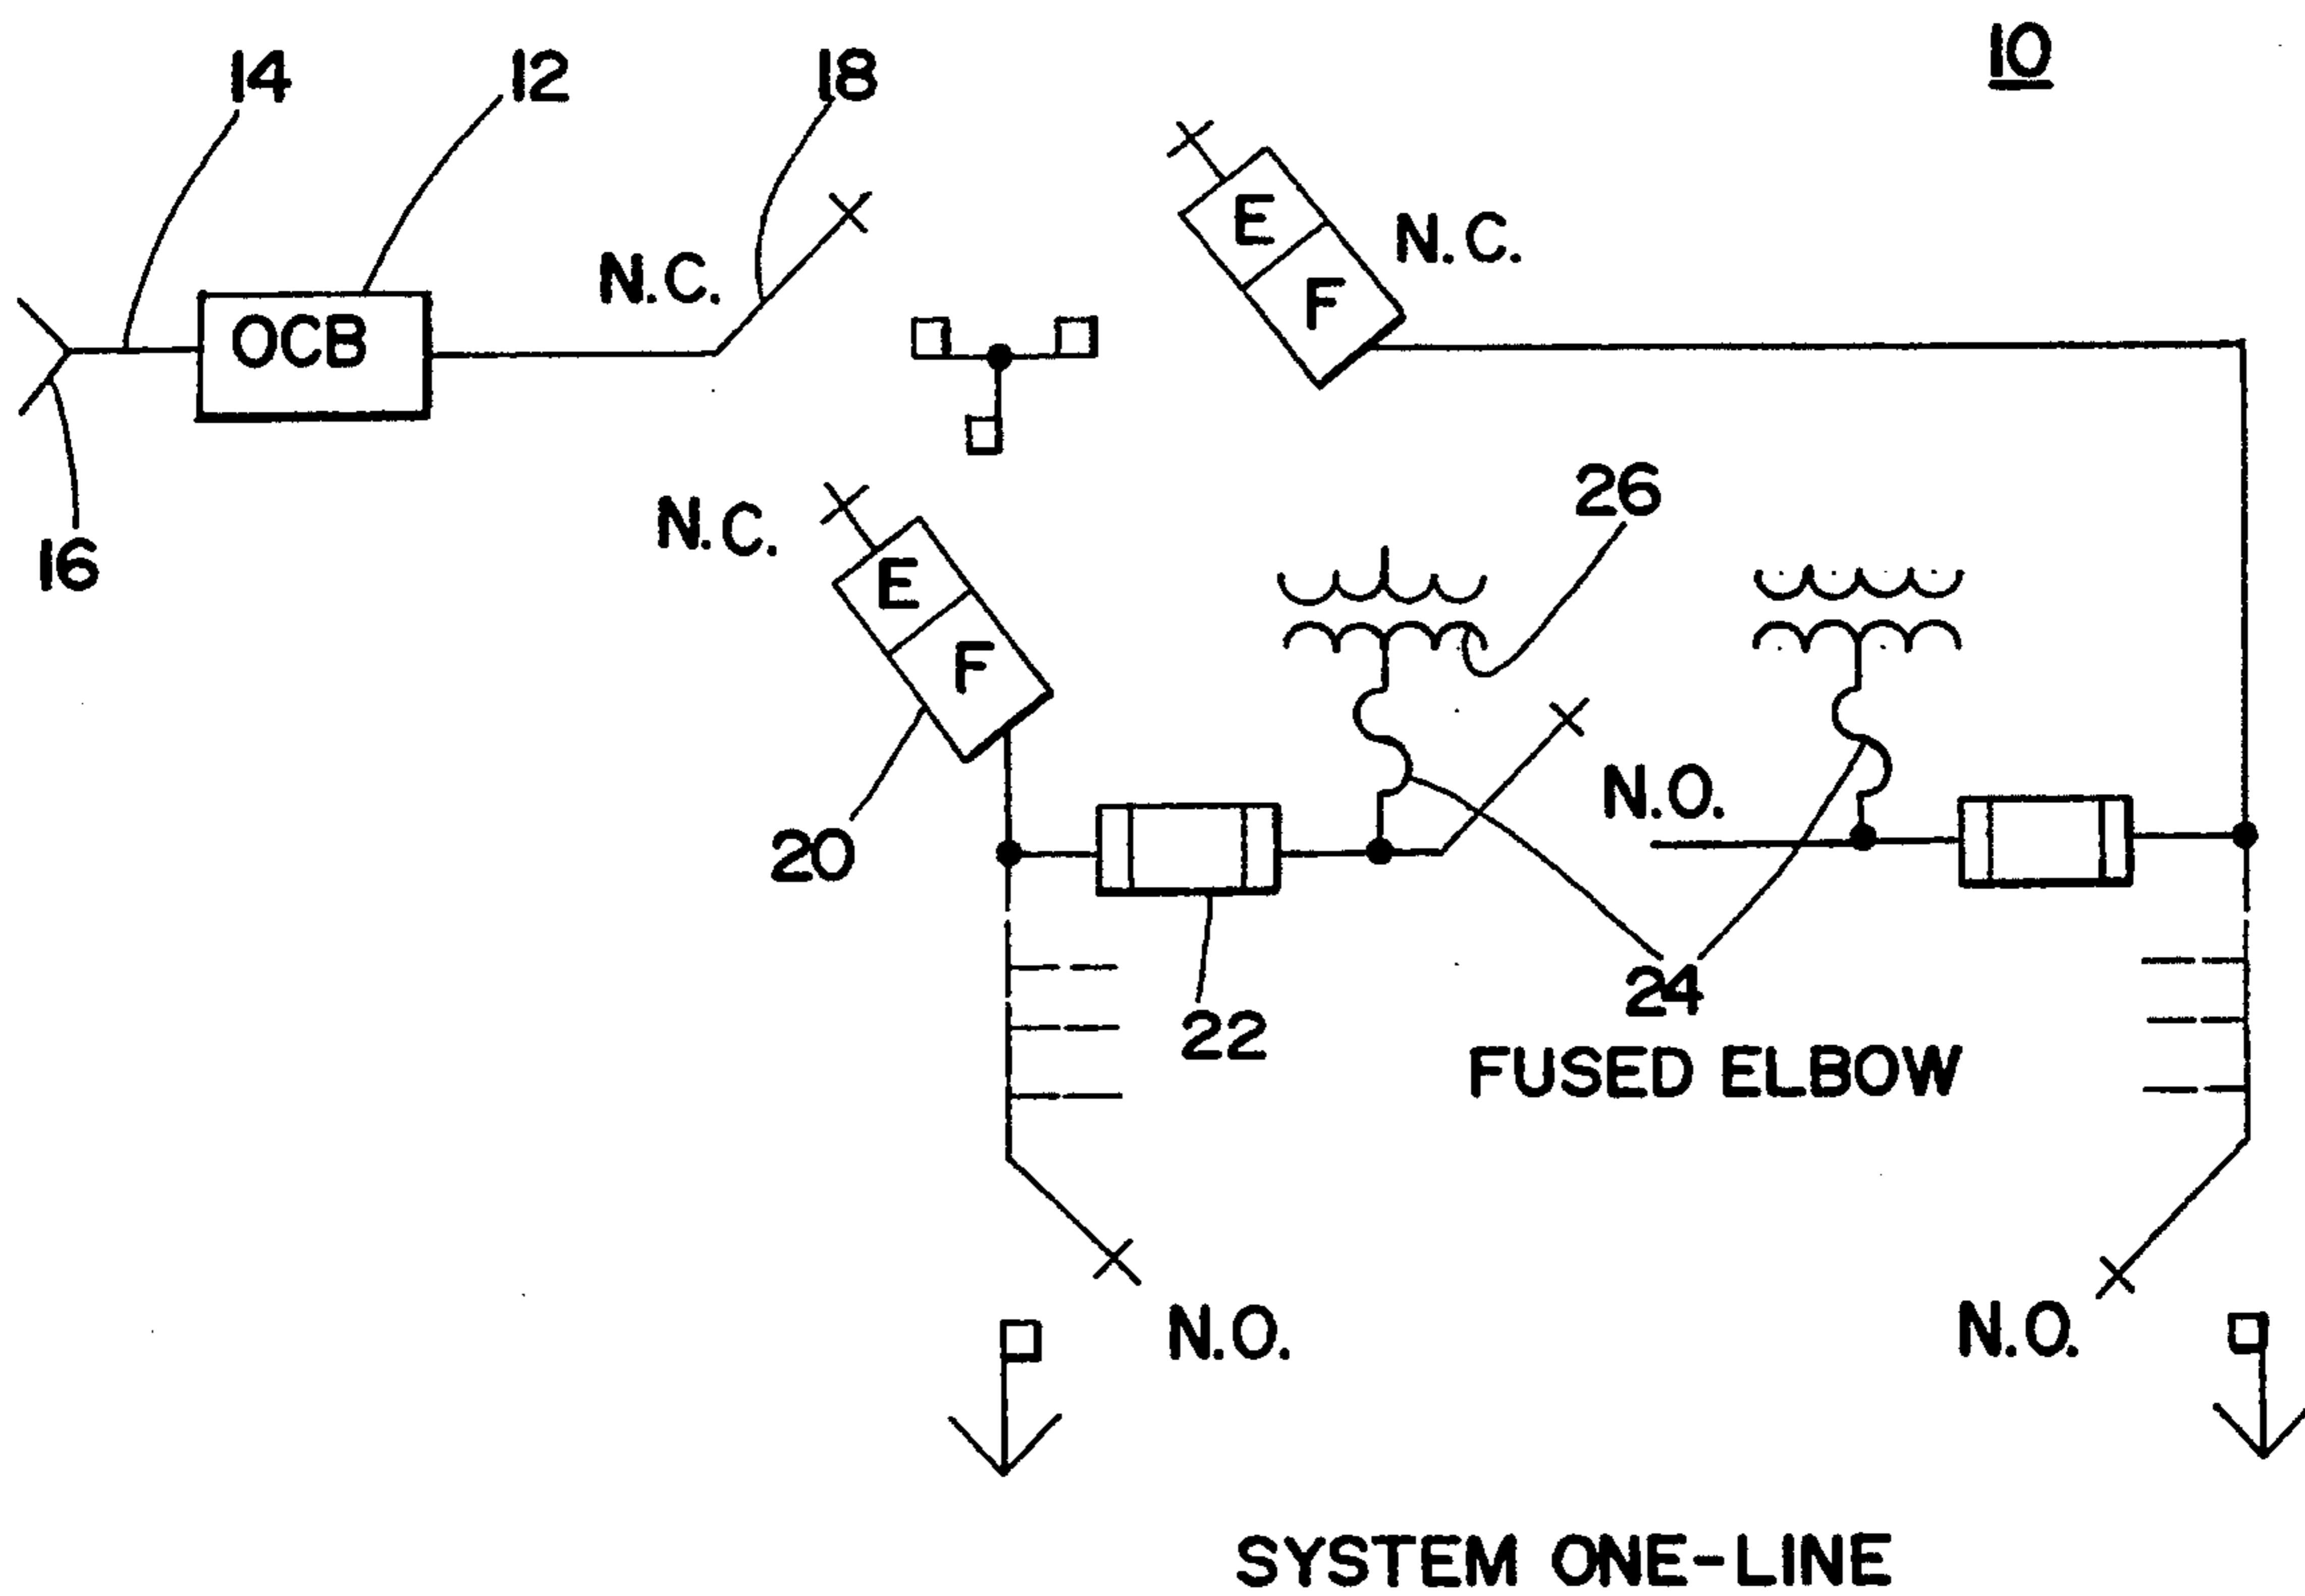 10
14
12
18
E
F
N.C.
N.C.
OCB
16
N.C.
E
F
26
20
N.O.
22
24
FUSED ELBOW
N.O.
N.O.
SYSTEM ONE-LINE